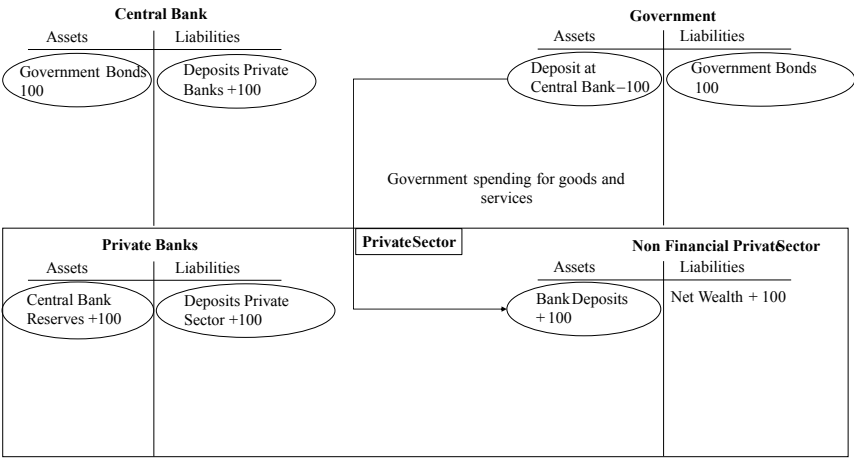 Central Bank
Assets Liabilities
Government Bonds
100
Deposits Private
Banks +100
Government
Assets Liabilities
Deposit at
Central Bank−100
Government Bonds
100
Government spending for goods and
services
PrivateSector
Private Banks
Assets Liabilities
Central Bank
Reserves +100
Deposits Private
Sector +100
Non Financial PrivateSector
Assets Liabilities
Bank Deposits
+ 100
Net Wealth + 100